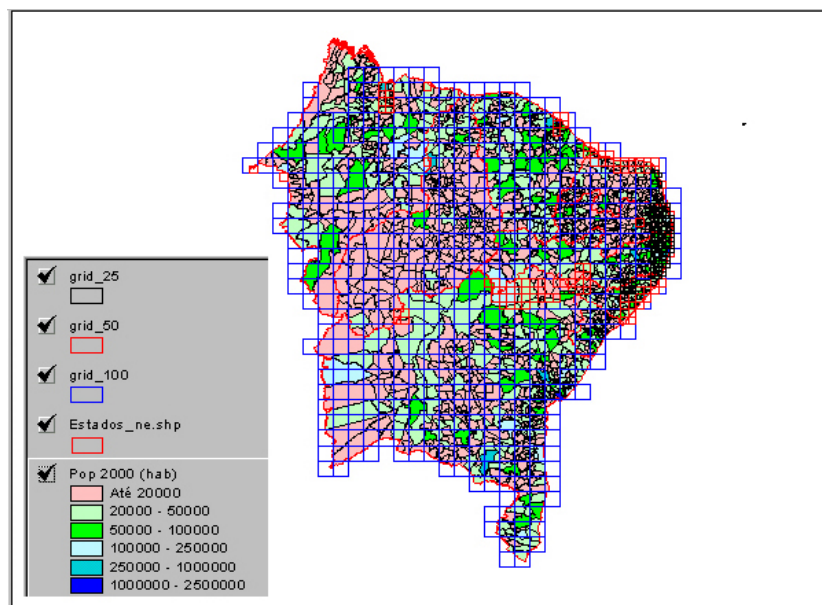 grid_25
grid_50
grid_100
Estados_ne.shp
Pop 2000 (hab)
Até 20000
20000 - 50000
50000 - 100000
100000 - 250000
250000 - 1000000
1000000 - 2500000